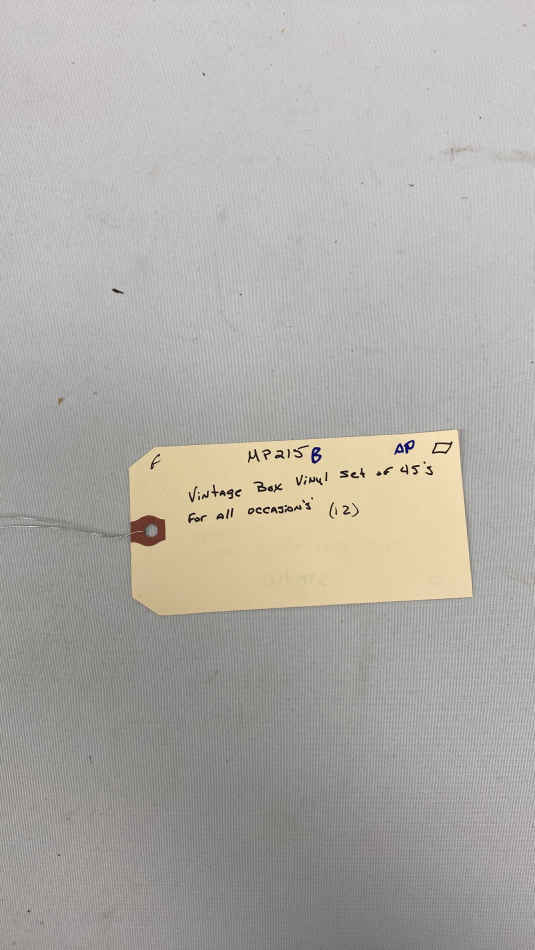 F MP215B AP
Vintage Box Vinyl set of 45's
For all occasion's' (12)